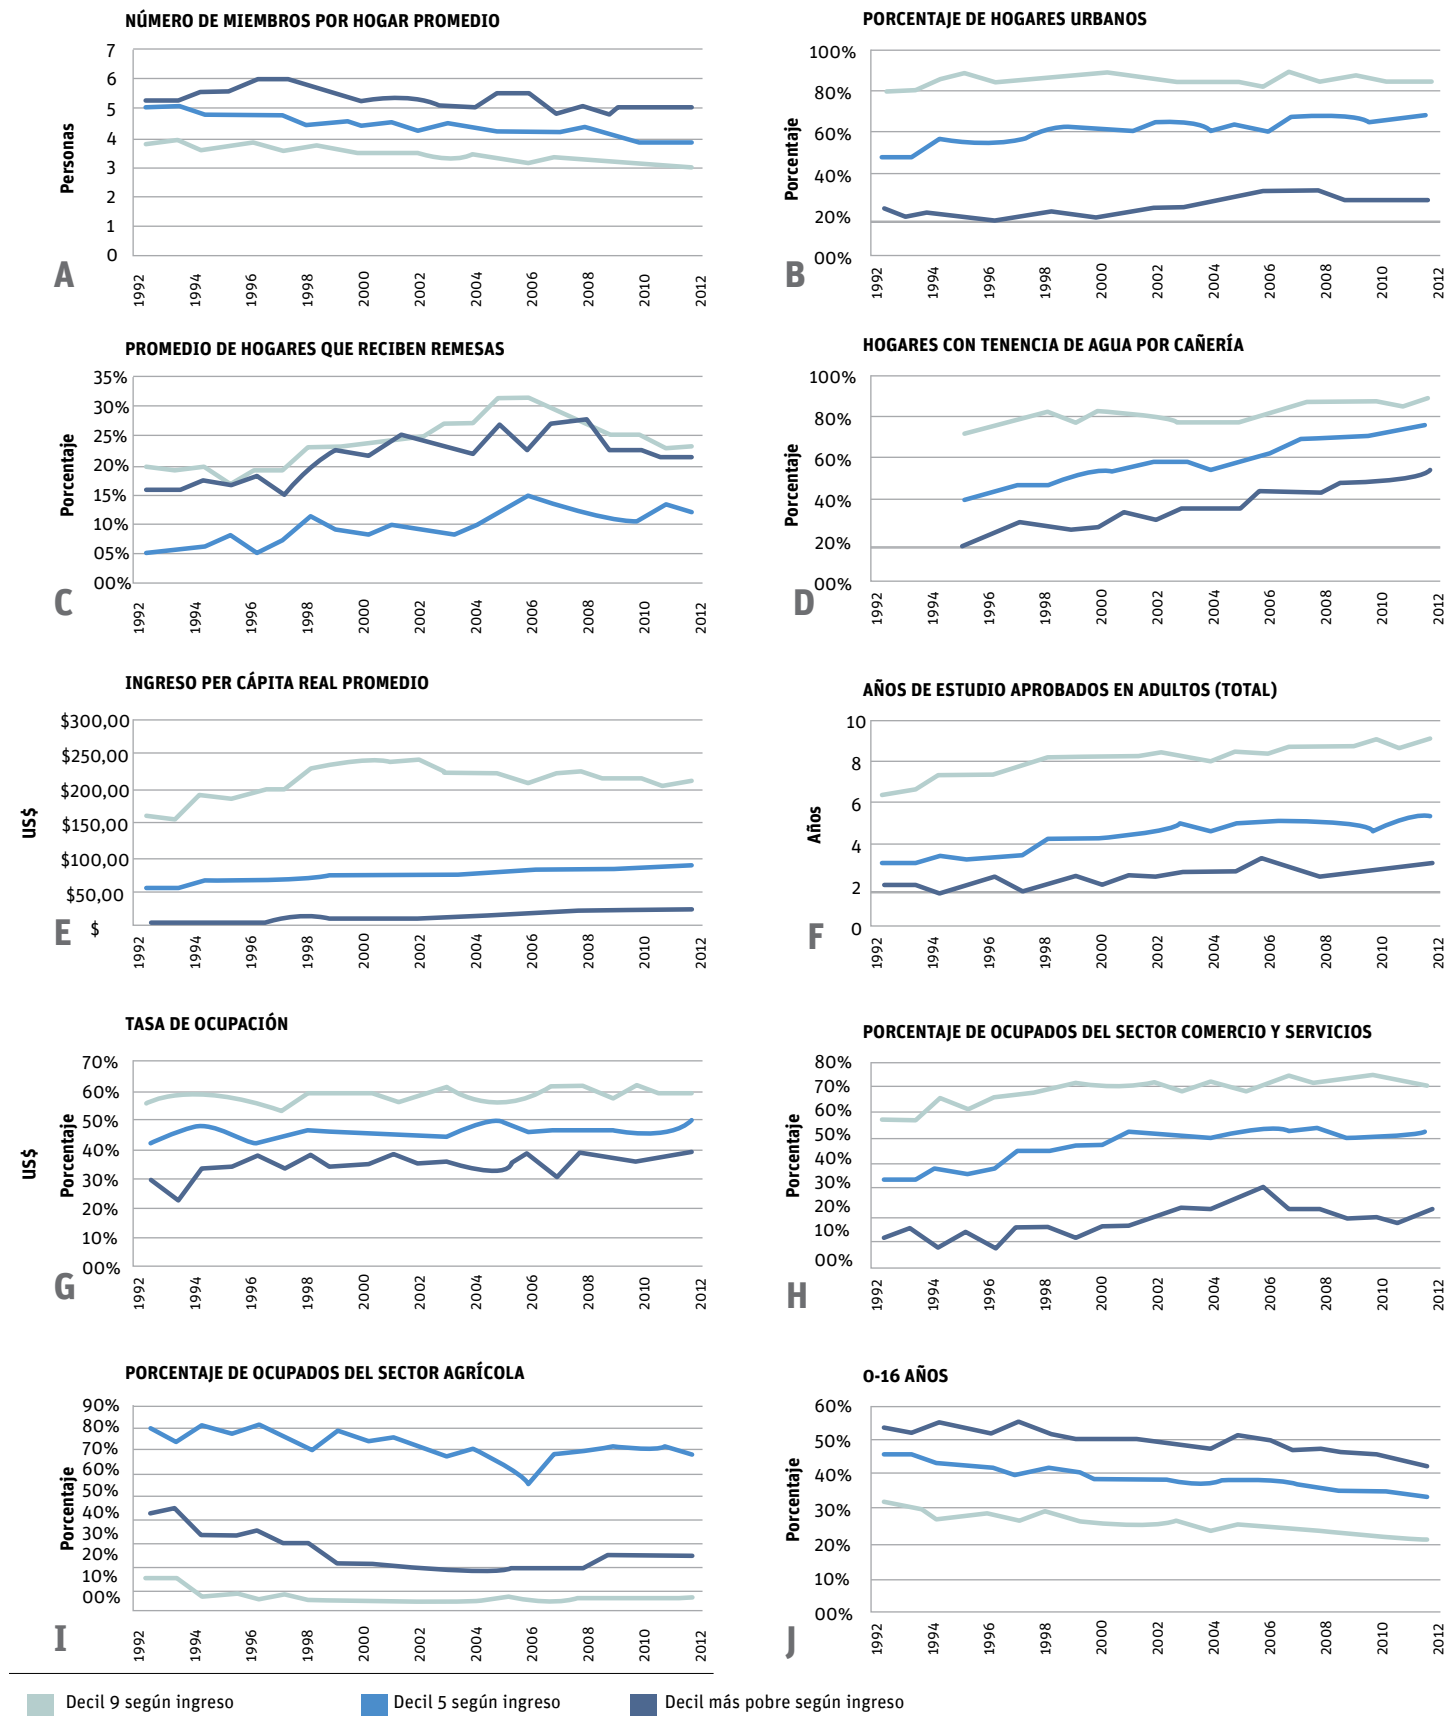 NÚMERO DE MIEMBROS POR HOGAR PROMEDIO
Personas
7
6
5
4
3
2
1
0
1992 1994 1996 1998 2000 2002 2004 2006 2008 2010 2012
A
PORCENTAJE DE HOGARES URBANOS
Porcentaje
100%
80%
60%
40%
20%
00%
1992 1994 1996 1998 2000 2002 2004 2006 2008 2010 2012
B
PROMEDIO DE HOGARES QUE RECIBEN REMESAS
Porcentaje
35%
30%
25%
20%
15%
10%
05%
00%
1992 1994 1996 1998 2000 2002 2004 2006 2008 2010 2012
C
HOGARES CON TENENCIA DE AGUA POR CAÑERÍA
Porcentaje
100%
80%
60%
40%
20%
00%
1992 1994 1996 1998 2000 2002 2004 2006 2008 2010 2012
D
INGRESO PER CÁPITA REAL PROMEDIO
US$
$300,00
$250,00
$200,00
$150,00
$100,00
$50,00
$
1992 1994 1996 1998 2000 2002 2004 2006 2008 2010 2012
E
AÑOS DE ESTUDIO APROBADOS EN ADULTOS (TOTAL)
Años
10
8
6
4
2
0
1992 1994 1996 1998 2000 2002 2004 2006 2008 2010 2012
F
TASA DE OCUPACIÓN
US$
Porcentaje
70%
60%
50%
40%
30%
20%
10%
00%
1992 1994 1996 1998 2000 2002 2004 2006 2008 2010 2012
G
PORCENTAJE DE OCUPADOS DEL SECTOR COMERCIO Y SERVICIOS
Porcentaje
80%
70%
60%
50%
40%
30%
20%
10%
00%
1992 1994 1996 1998 2000 2002 2004 2006 2008 2010 2012
H
PORCENTAJE DE OCUPADOS DEL SECTOR AGRÍCOLA
Porcentaje
90%
80%
70%
60%
50%
40%
30%
20%
10%
00%
1992 1994 1996 1998 2000 2002 2004 2006 2008 2010 2012
I
0-16 AÑOS
Porcentaje
60%
50%
40%
30%
20%
10%
00%
1992 1994 1996 1998 2000 2002 2004 2006 2008 2010 2012
J
Decil 9 según ingreso
Decil 5 según ingreso
Decil más pobre según ingreso